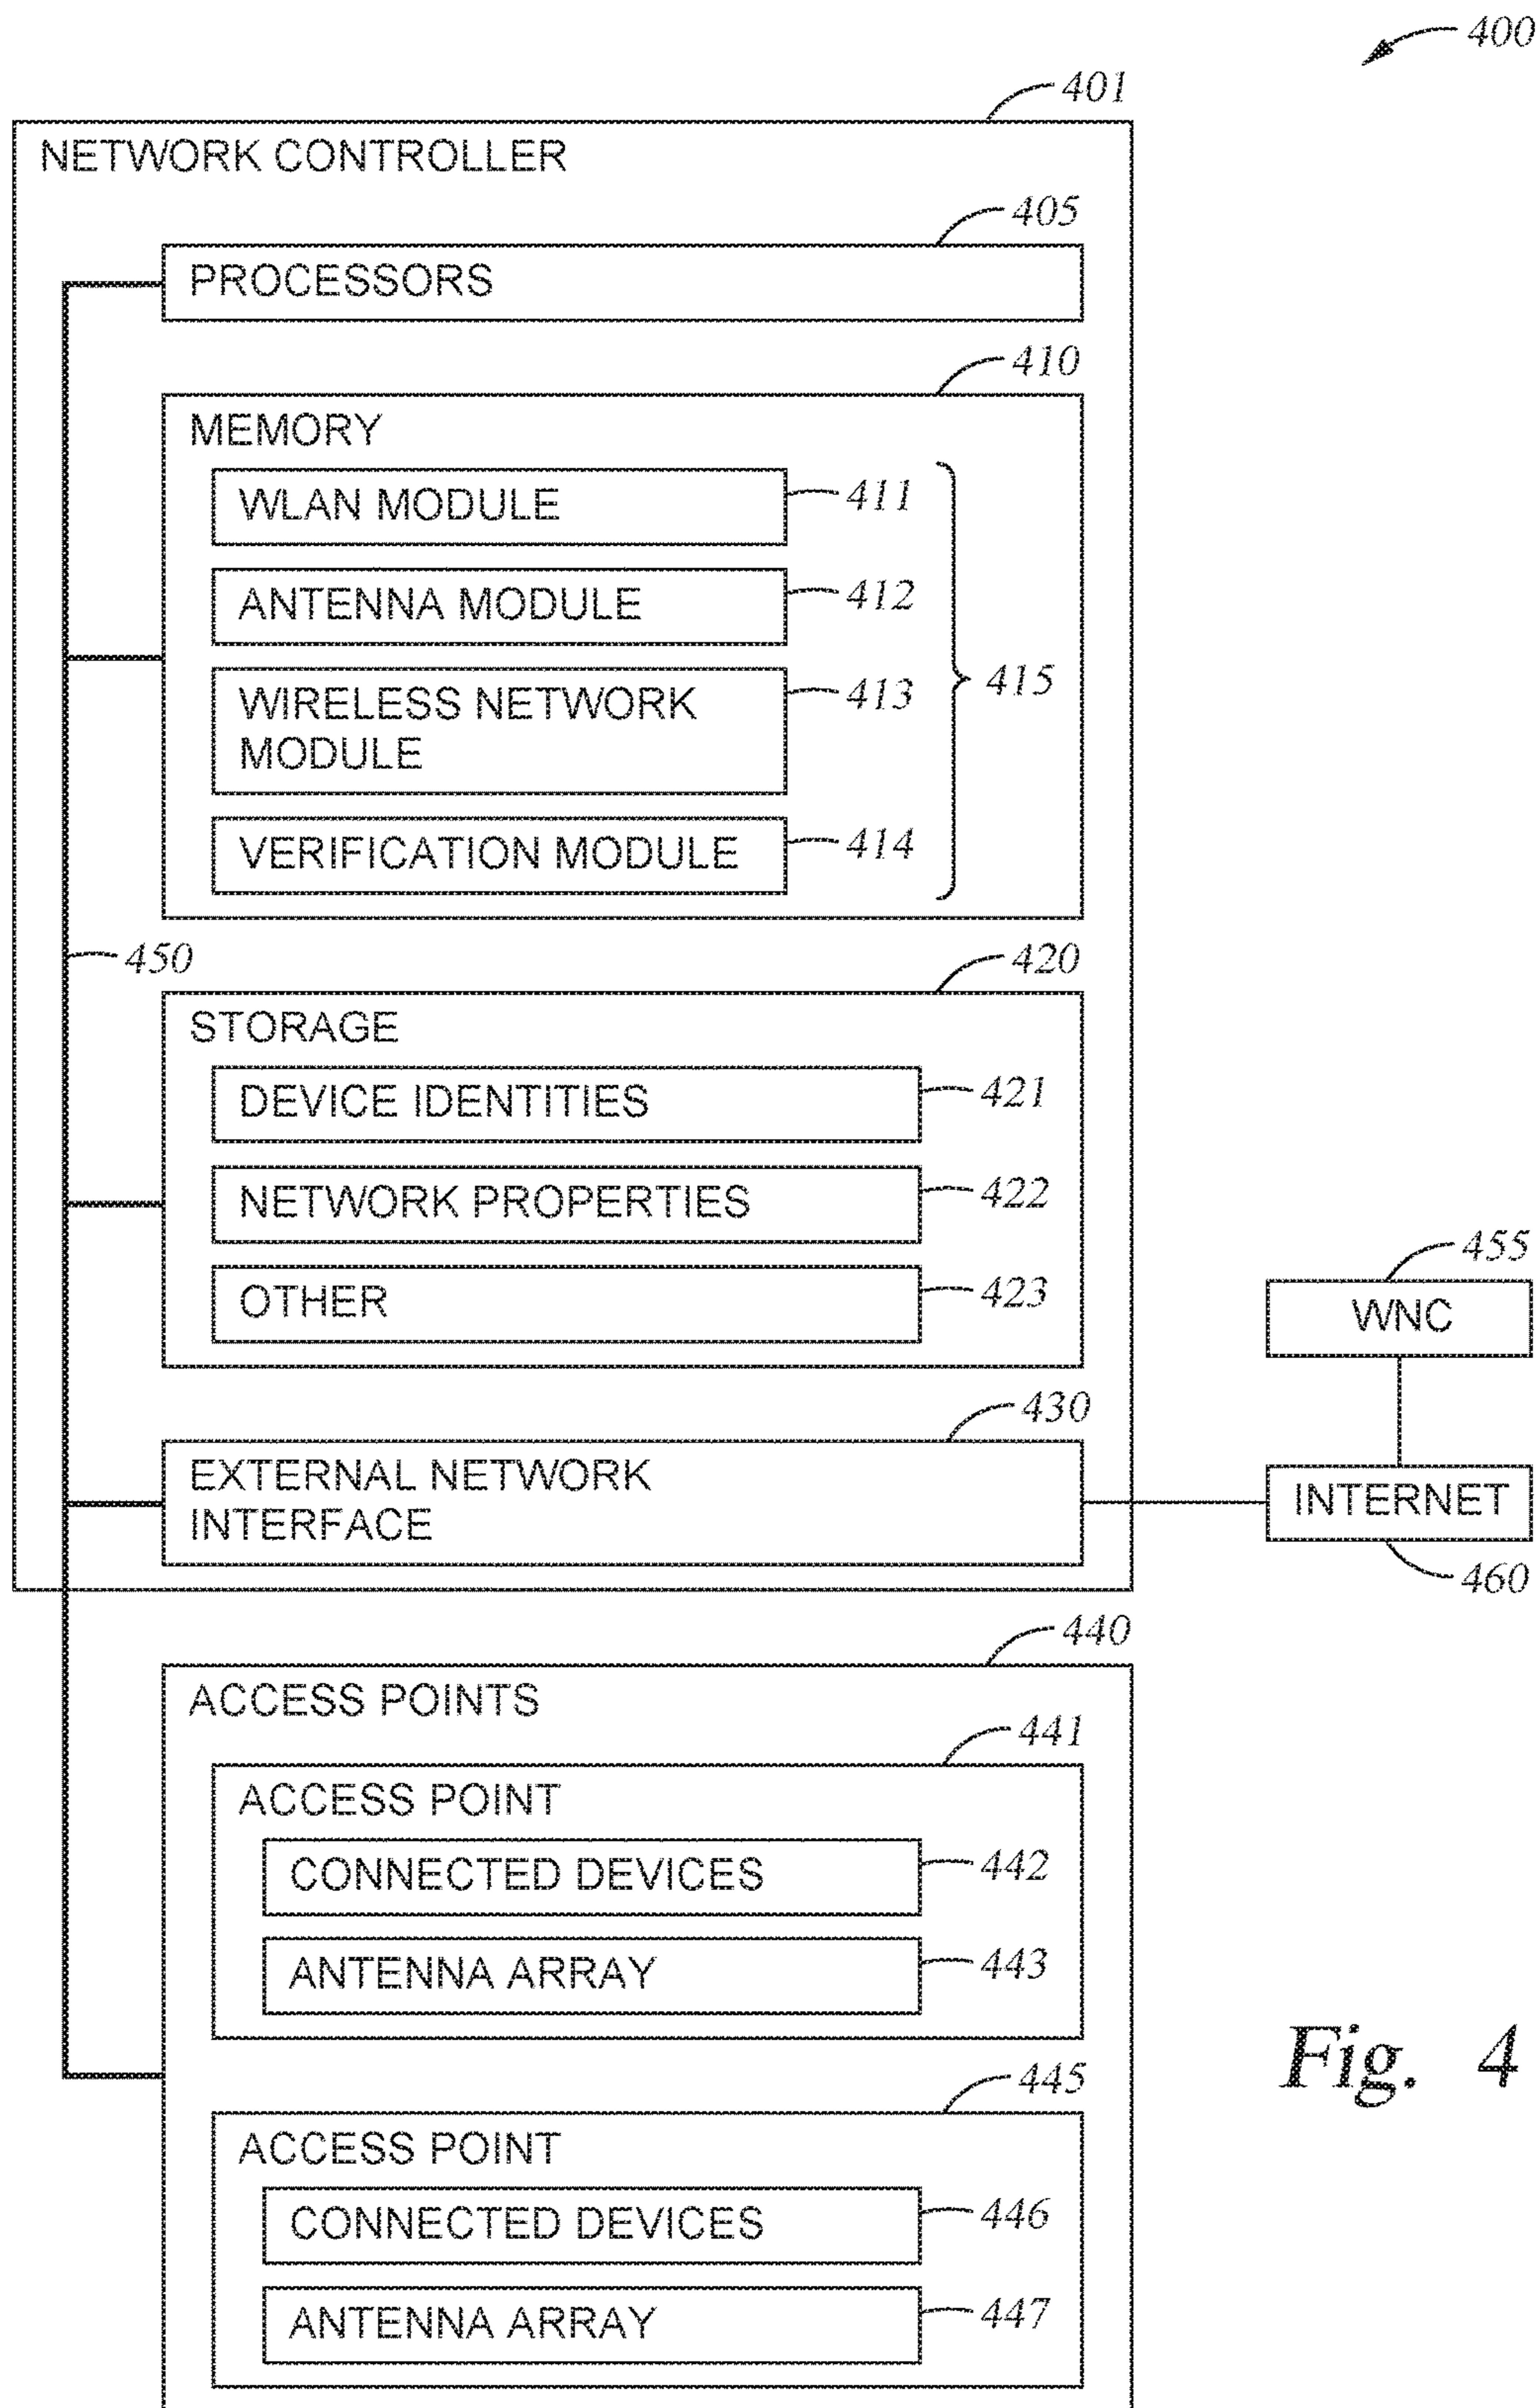 400
401
NETWORK CONTROLLER
405
PROCESSORS
410
MEMORY
WLAN MODULE
411
ANTENNA MODULE
412
WIRELESS NETWORK
MODULE
413
415
VERIFICATION MODULE
414
450
420
STORAGE
DEVICE IDENTITIES
421
NETWORK PROPERTIES
422
OTHER
423
455
WNC
430
EXTERNAL NETWORK
INTERFACE
INTERNET
460
440
ACCESS POINTS
441
ACCESS POINT
CONNECTED DEVICES
442
ANTENNA ARRAY
443
445
ACCESS POINT
CONNECTED DEVICES
446
ANTENNA ARRAY
447
Fig. 4